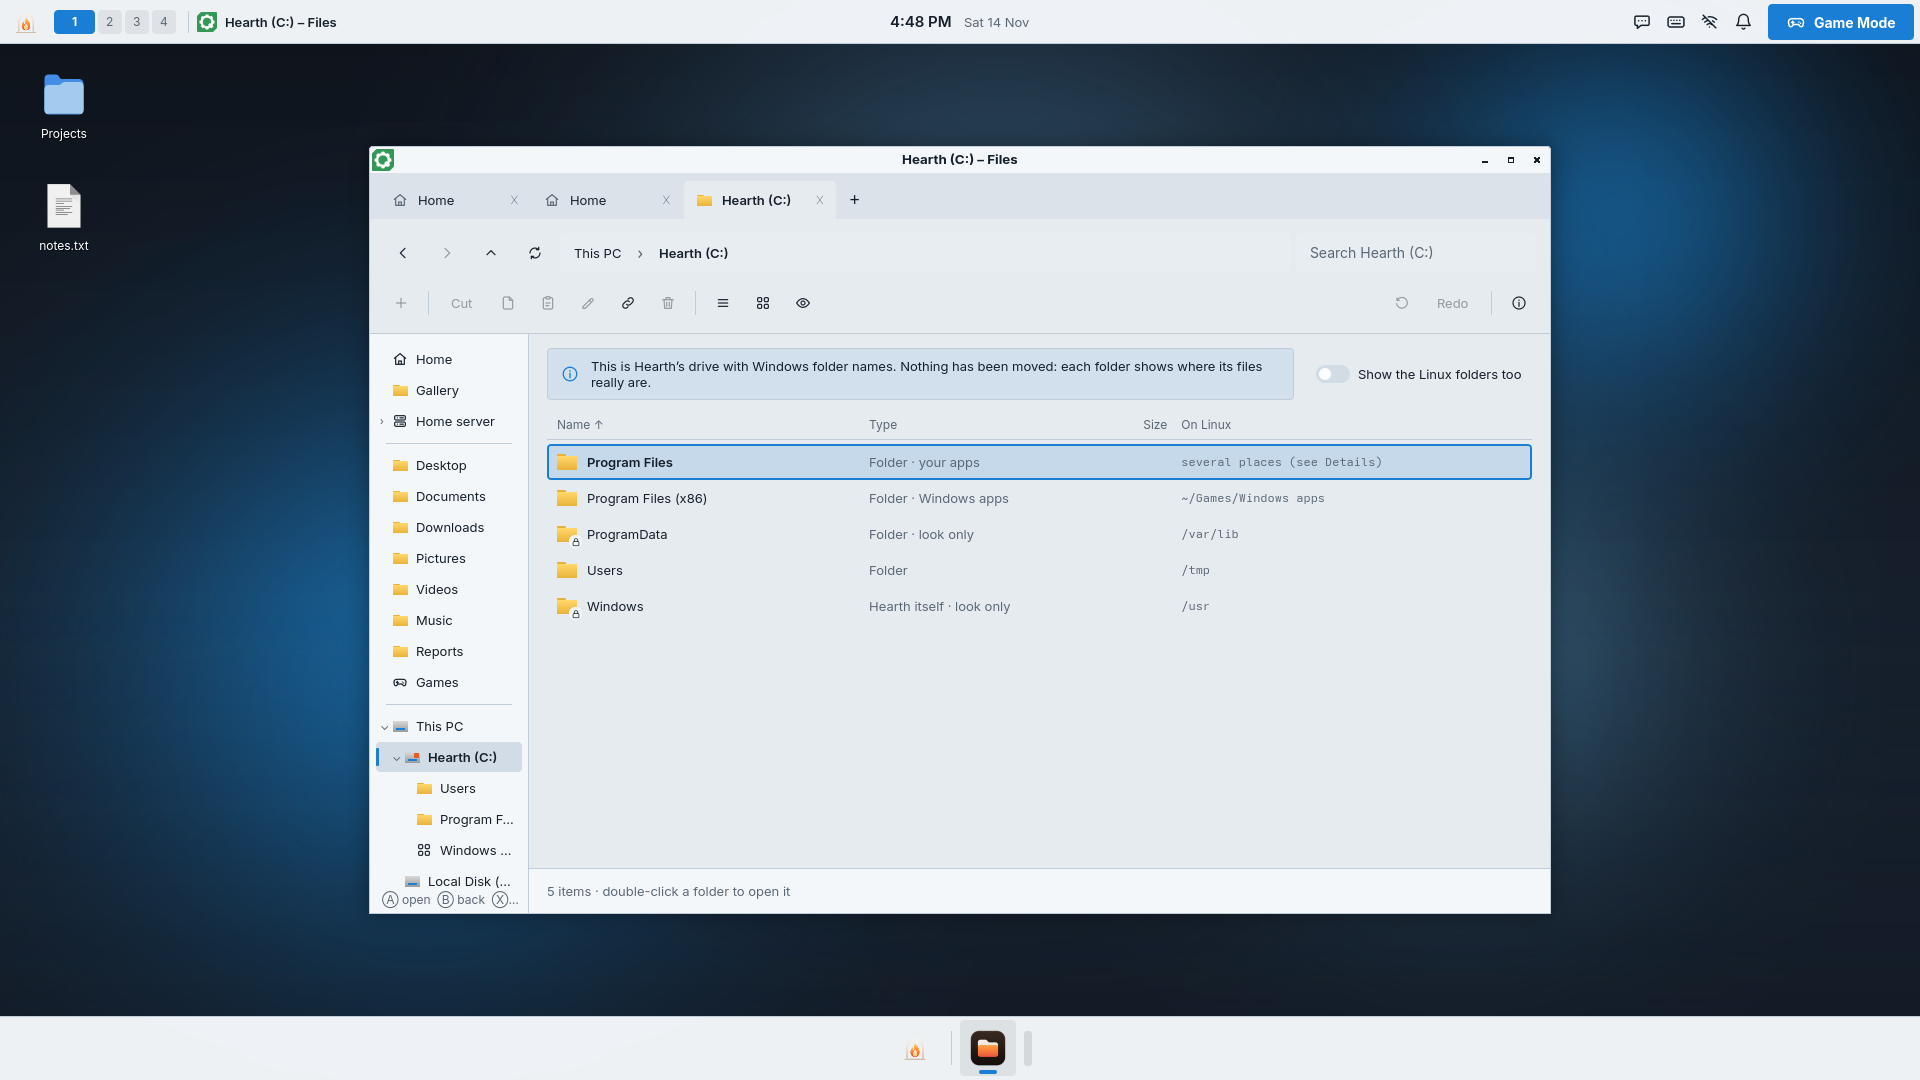 1 2 3 4 Hearth (C:) – Files 4:48 PM Sat 14 Nov Game Mode
Projects
notes.txt
Hearth (C:) – Files
Home X Home X Hearth (C:) X +
This PC › Hearth (C:) Search Hearth (C:)
Cut Redo
Home
Gallery
Home server
Desktop
Documents
Downloads
Pictures
Videos
Music
Reports
Games
This PC
Hearth (C:)
Users
Program F...
Windows ...
Local Disk (...
A open B back X...
This is Hearth’s drive with Windows folder names. Nothing has been moved: each folder shows where its files
really are.
Show the Linux folders too
Name ↑ Type Size On Linux
Program Files Folder · your apps several places (see Details)
Program Files (x86) Folder · Windows apps ~/Games/Windows apps
ProgramData Folder · look only /var/lib
Users Folder /tmp
Windows Hearth itself · look only /usr
5 items · double-click a folder to open it